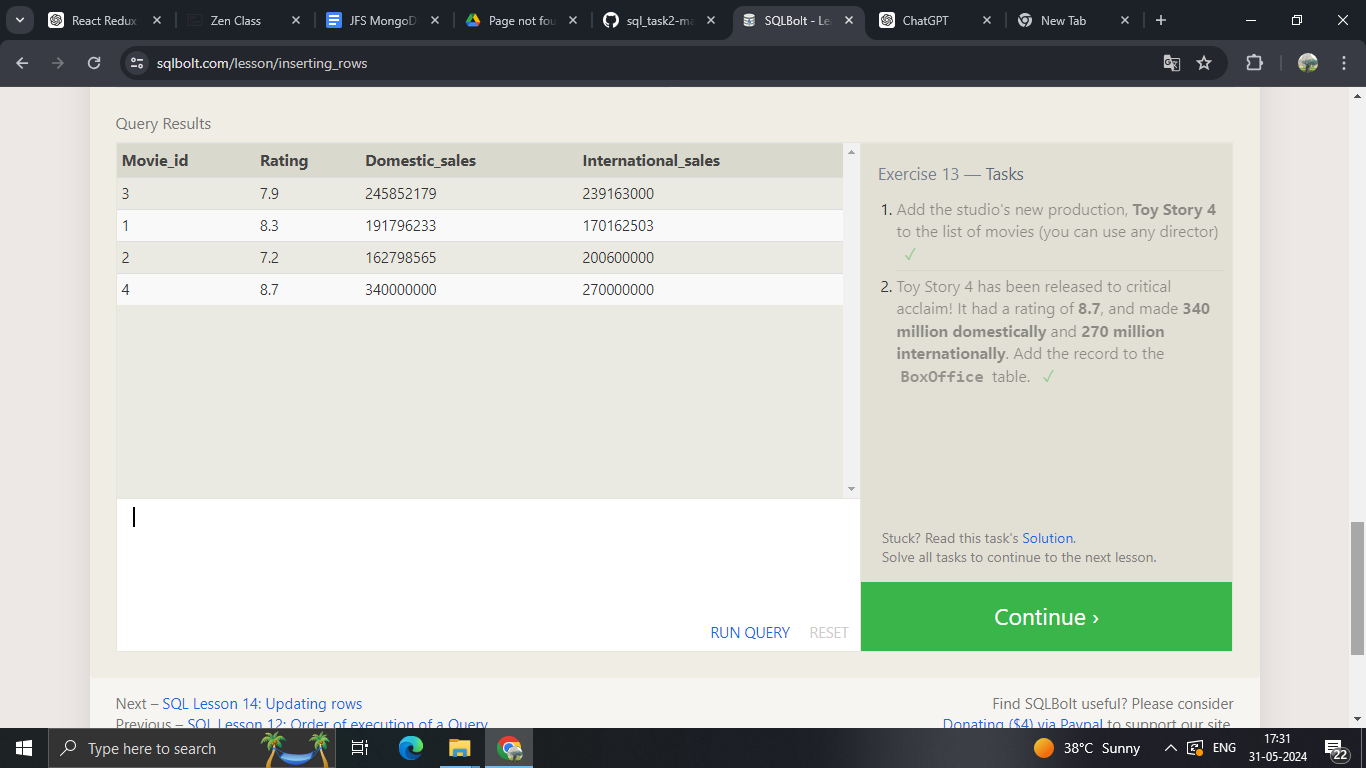 React Redux
Zen Class
JFS MongoD
Page not fou
sql_task2-ma
SQLBolt - Le
ChatGPT
New Tab
sqlbolt.com/lesson/inserting_rows
Query Results
Movie_id Rating Domestic_sales International_sales
3 7.9 245852179 239163000
1 8.3 191796233 170162503
2 7.2 162798565 200600000
4 8.7 340000000 270000000
RUN QUERY RESET
Exercise 13 — Tasks
1. Add the studio's new production, Toy Story 4
to the list of movies (you can use any director)
✓
2. Toy Story 4 has been released to critical
acclaim! It had a rating of 8.7, and made 340
million domestically and 270 million
internationally. Add the record to the
BoxOffice table. ✓
Stuck? Read this task's Solution.
Solve all tasks to continue to the next lesson.
Continue ›
Next – SQL Lesson 14: Updating rows
Previous – SQL Lesson 12: Order of execution of a Query
Find SQLBolt useful? Please consider
Donating ($4) via Paypal to support our site.
Type here to search
38°C Sunny
ENG
17:31
31-05-2024
22